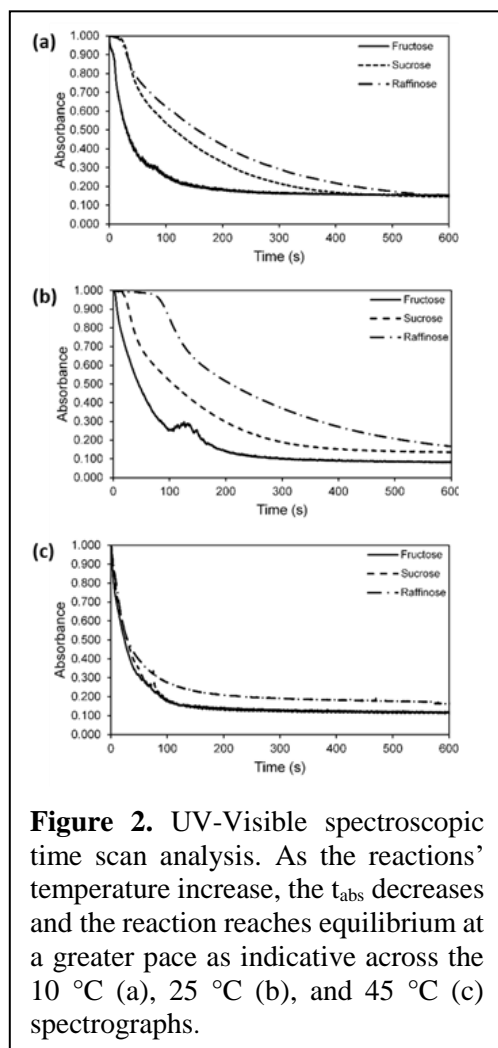 (a)
Fructose
Sucrose
Raffinose
Absorbance
1.000
0.900
0.800
0.700
0.600
0.500
0.400
0.300
0.200
0.100
0.000
0 100 200 300 400 500 600
Time (s)
(b)
Fructose
Sucrose
Raffinose
Absorbance
1.000
0.900
0.800
0.700
0.600
0.500
0.400
0.300
0.200
0.100
0.000
0 100 200 300 400 500 600
Time (s)
(c)
Fructose
Sucrose
Raffinose
Absorbance
1.000
0.900
0.800
0.700
0.600
0.500
0.400
0.300
0.200
0.100
0.000
0 100 200 300 400 500 600
Time (s)
Figure 2. UV-Visible spectroscopic
time scan analysis. As the reactions’
temperature increase, the tabs decreases
and the reaction reaches equilibrium at
a greater pace as indicative across the
10 °C (a), 25 °C (b), and 45 °C (c)
spectrographs.